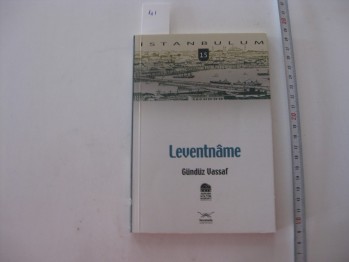 İSTANBULUM
15
Leventnâme
Gündüz Vassaf